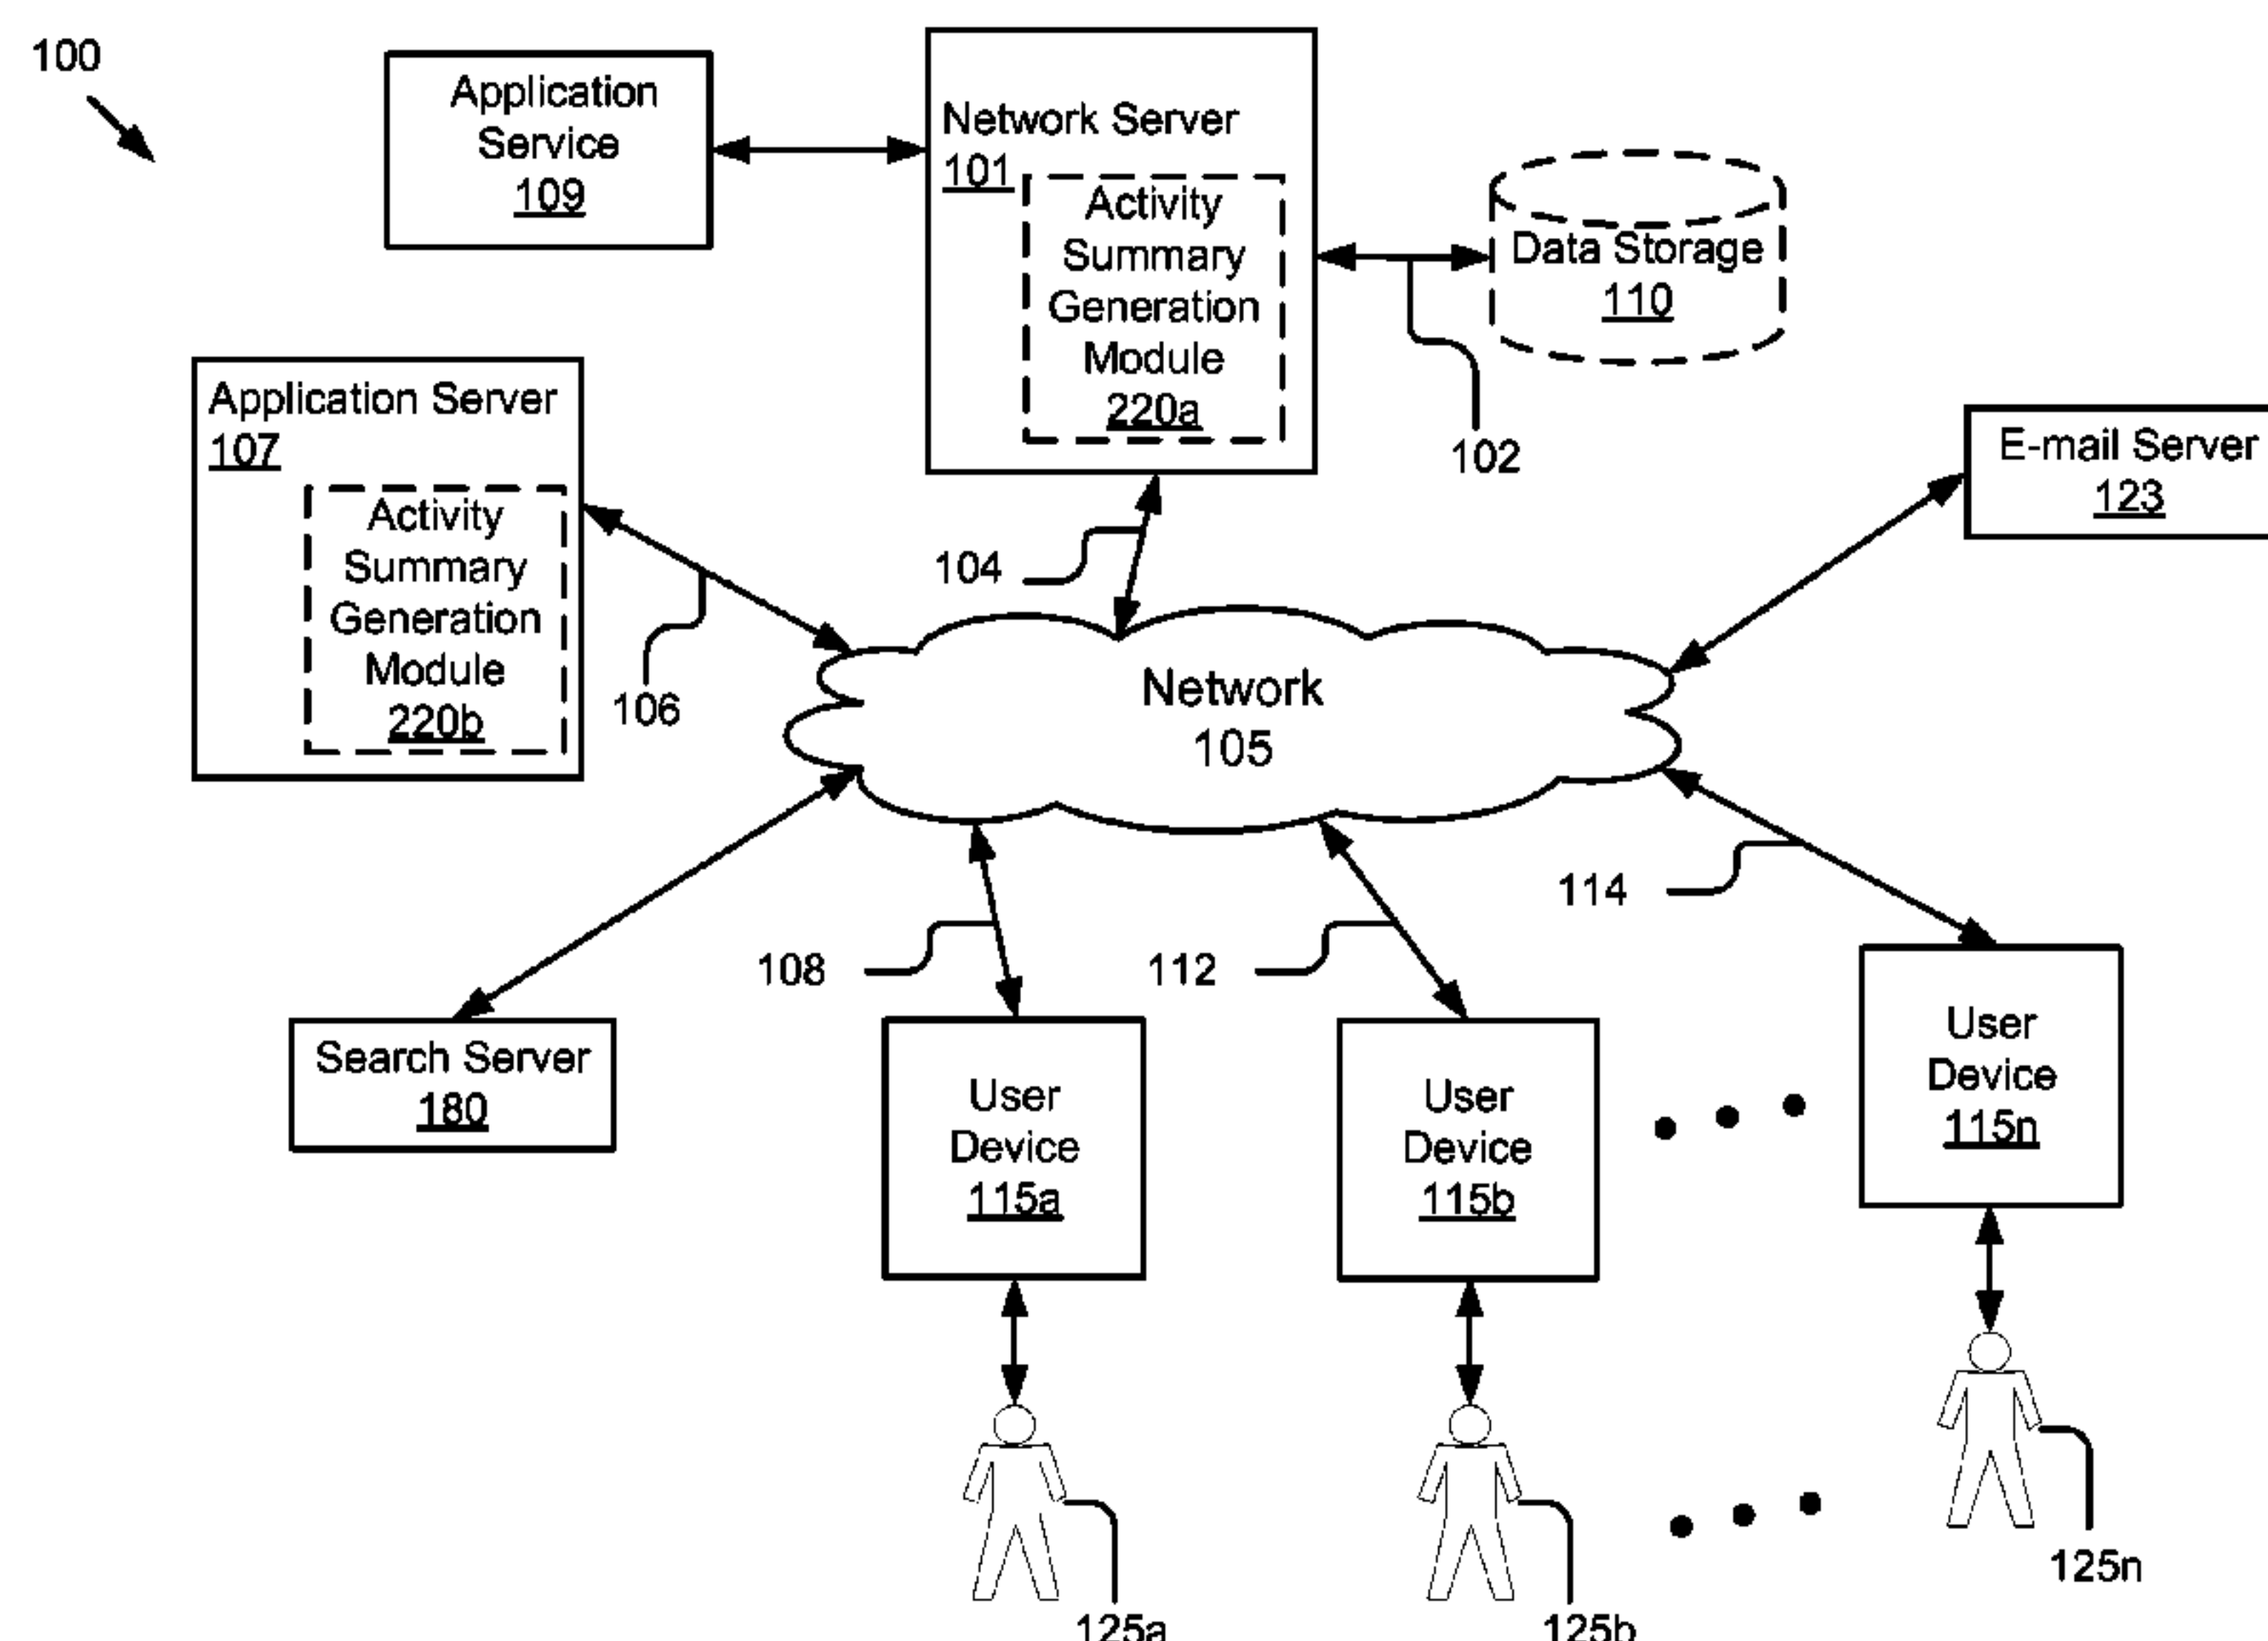 100
Application
Service
109
Network Server
101
Activity
Summary
Generation
Module
220a
Data Storage
110
102
Application Server
107
Activity
Summary
Generation
Module
220b
E-mail Server
123
104
106
Network
105
114
108
112
Search Server
180
User
Device
115a
User
Device
115b
User
Device
115n
125a
125b
125n